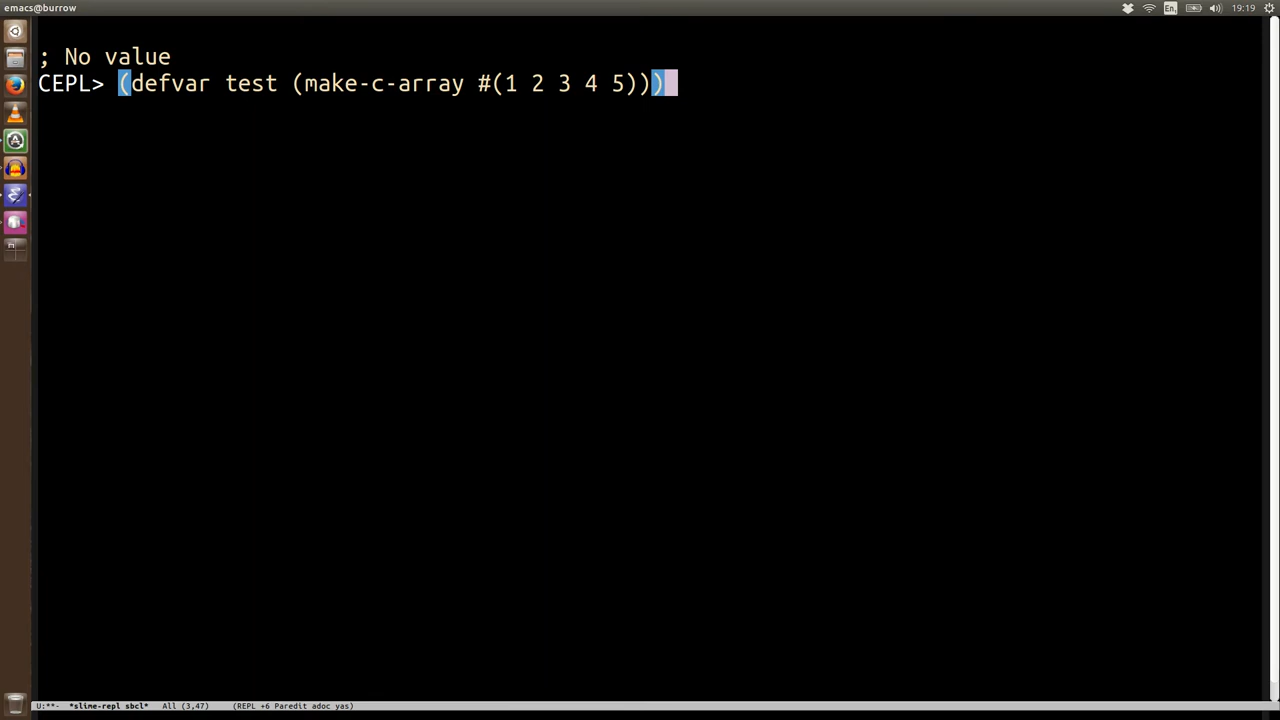 emacs@burrow
En
19:19
; No value
CEPL> (defvar test (make-c-array #(1 2 3 4 5)))
U:**- *slime-repl sbcl* All (3,47) (REPL +6 Paredit adoc yas)